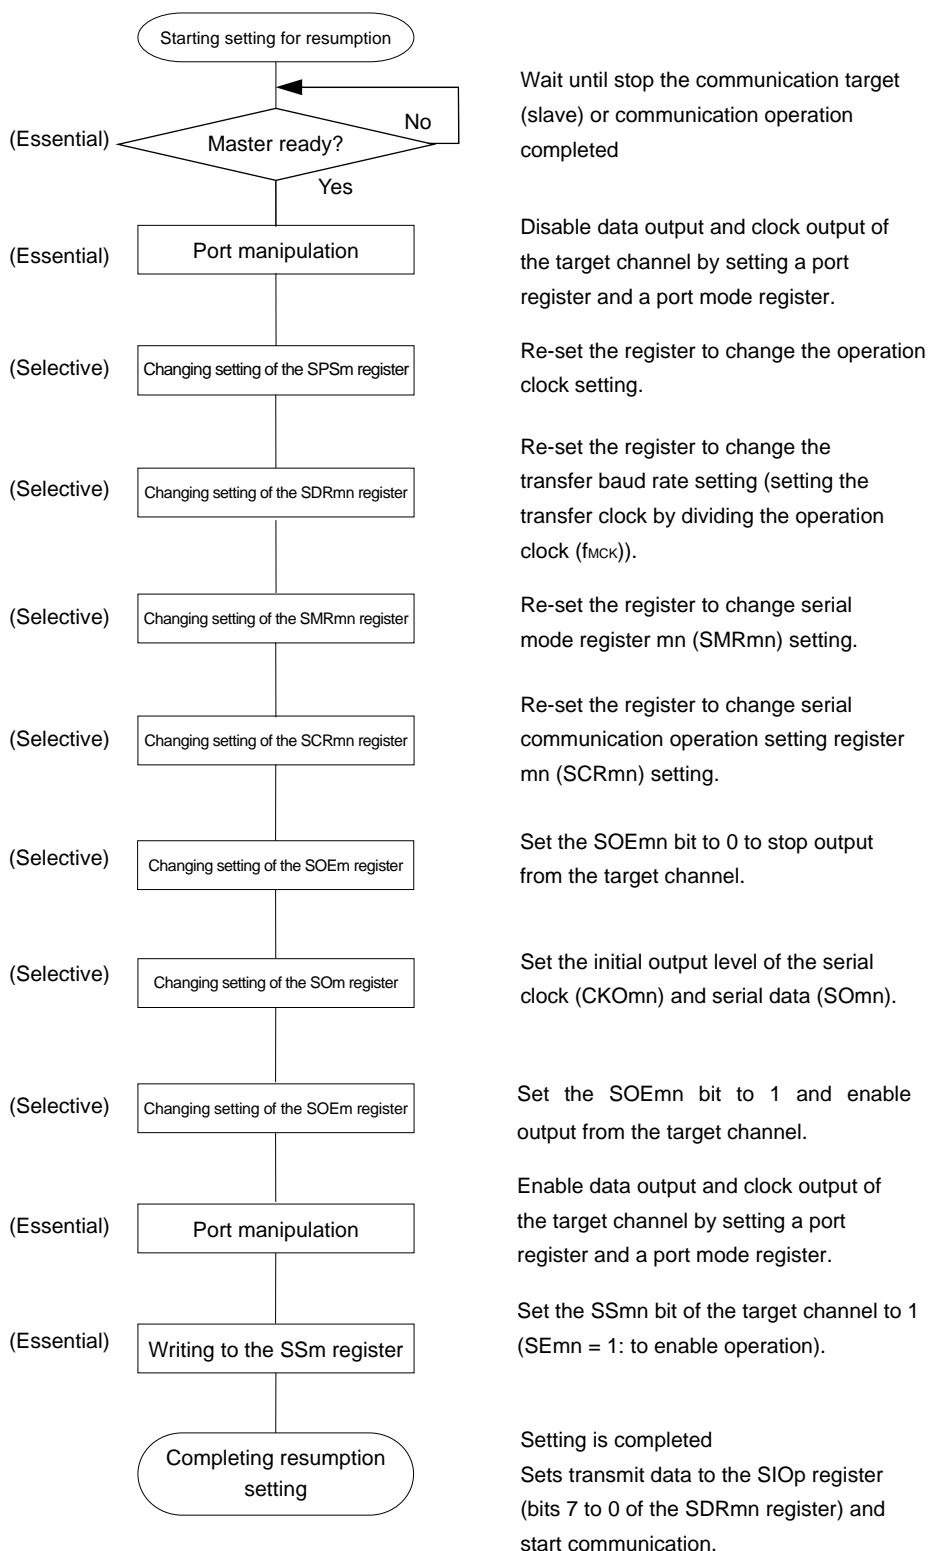 Starting setting for resumption
Wait until stop the communication target
(slave) or communication operation
completed
(Essential)
Master ready?
No
Yes
(Essential)
Port manipulation
Disable data output and clock output of
the target channel by setting a port
register and a port mode register.
(Selective)
Changing setting of the SPSm register
Re-set the register to change the operation
clock setting.
(Selective)
Changing setting of the SDRmn register
Re-set the register to change the
transfer baud rate setting (setting the
transfer clock by dividing the operation
clock (fMCK)).
(Selective)
Changing setting of the SMRmn register
Re-set the register to change serial
mode register mn (SMRmn) setting.
(Selective)
Changing setting of the SCRmn register
Re-set the register to change serial
communication operation setting register
mn (SCRmn) setting.
(Selective)
Changing setting of the SOEm register
Set the SOEmn bit to 0 to stop output
from the target channel.
(Selective)
Changing setting of the SOm register
Set the initial output level of the serial
clock (CKOmn) and serial data (SOmn).
(Selective)
Changing setting of the SOEm register
Set the SOEmn bit to 1 and enable
output from the target channel.
(Essential)
Port manipulation
Enable data output and clock output of
the target channel by setting a port
register and a port mode register.
(Essential)
Writing to the SSm register
Set the SSmn bit of the target channel to 1
(SEmn = 1: to enable operation).
Completing resumption
setting
Setting is completed
Sets transmit data to the SIOp register
(bits 7 to 0 of the SDRmn register) and
start communication.